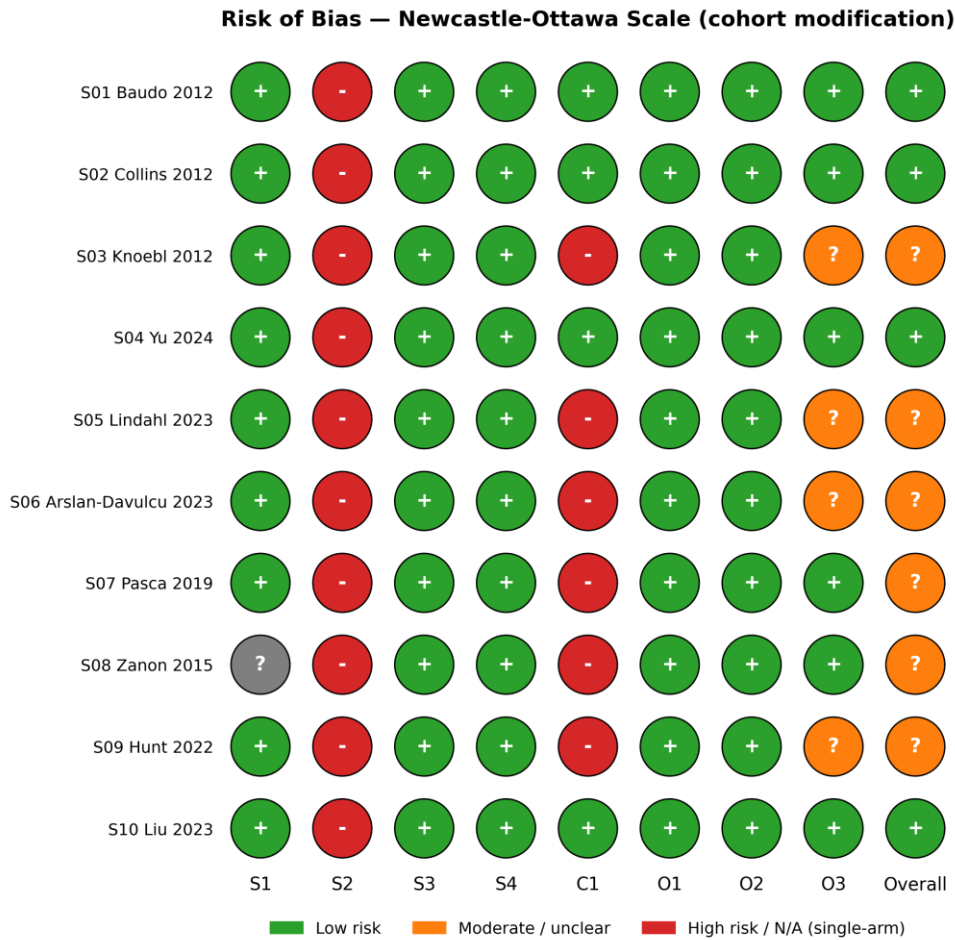 Risk of Bias — Newcastle-Ottawa Scale (cohort modification)
S01 Baudo 2012 + - + + + + + + +
S02 Collins 2012 + - + + + + + + +
S03 Knoebl 2012 + - + + - + + ? ?
S04 Yu 2024 + - + + + + + + +
S05 Lindahl 2023 + - + + - + + ? ?
S06 Arslan-Davulcu 2023 + - + + - + + ? ?
S07 Pasca 2019 + - + + - + + + ?
S08 Zanon 2015 ? - + + - + + + ?
S09 Hunt 2022 + - + + - + + ? ?
S10 Liu 2023 + - + + + + + + +
S1 S2 S3 S4 C1 O1 O2 O3 Overall
Low risk Moderate / unclear High risk / N/A (single-arm)